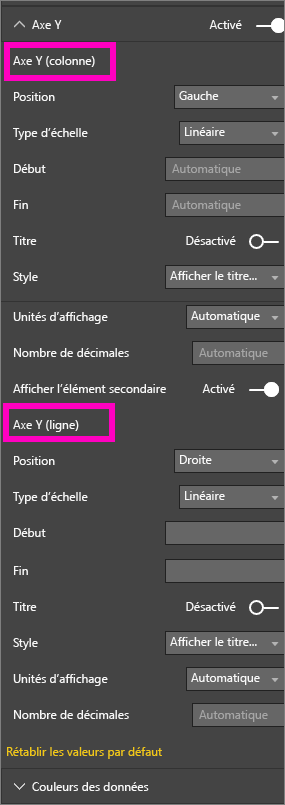 Axe Y Activé
Axe Y (colonne)
Position Gauche
Type d’échelle Linéaire
Début Automatique
Fin Automatique
Titre Désactivé
Style Afficher le titre...
Unités d’affichage Automatique
Nombre de décimales Automatique
Afficher l’élément secondaire Activé
Axe Y (ligne)
Position Droite
Type d’échelle Linéaire
Début
Fin
Titre Désactivé
Style Afficher le titre...
Unités d’affichage Automatique
Nombre de décimales Automatique
Rétablir les valeurs par défaut
Couleurs des données